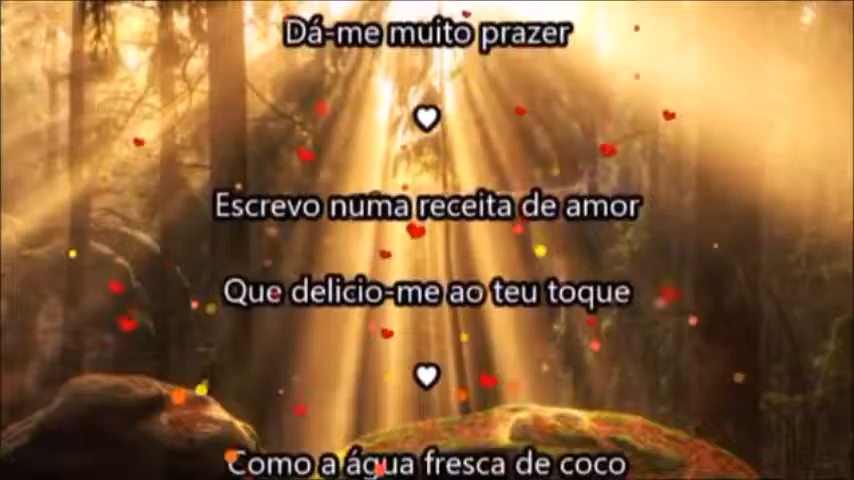 Dá-me muito prazer
Escrevo numa receita de amor
Que delicio-me ao teu toque
Como a água fresca de coco